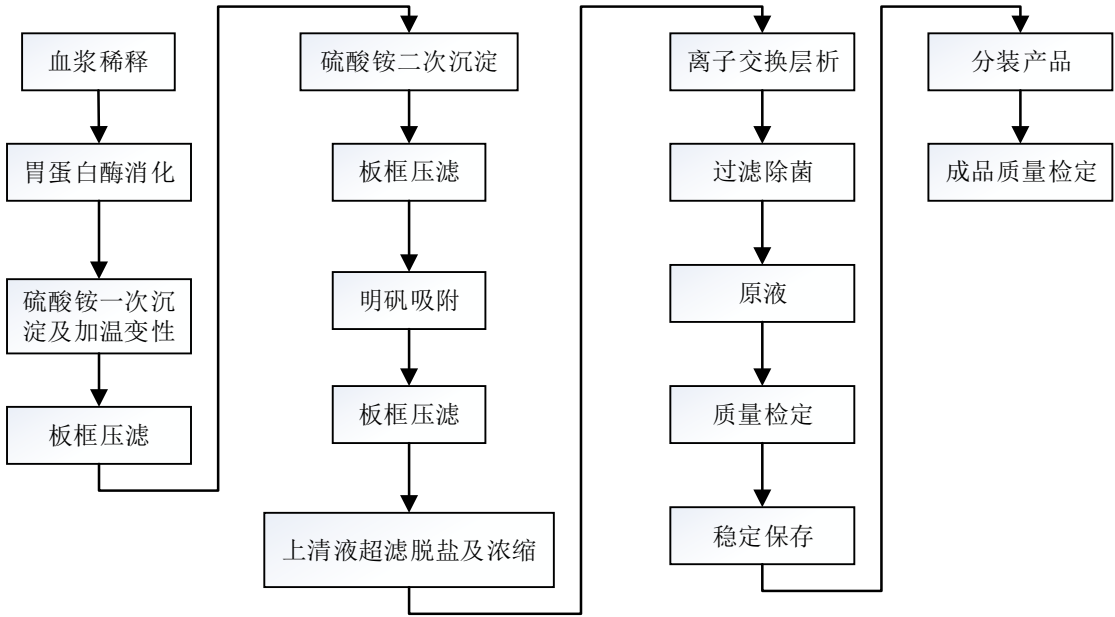 血浆稀释
胃蛋白酶消化
硫酸铵一次沉
淀及加温变性
板框压滤
硫酸铵二次沉淀
板框压滤
明矾吸附
板框压滤
上清液超滤脱盐及浓缩
离子交换层析
过滤除菌
原液
质量检定
稳定保存
分装产品
成品质量检定